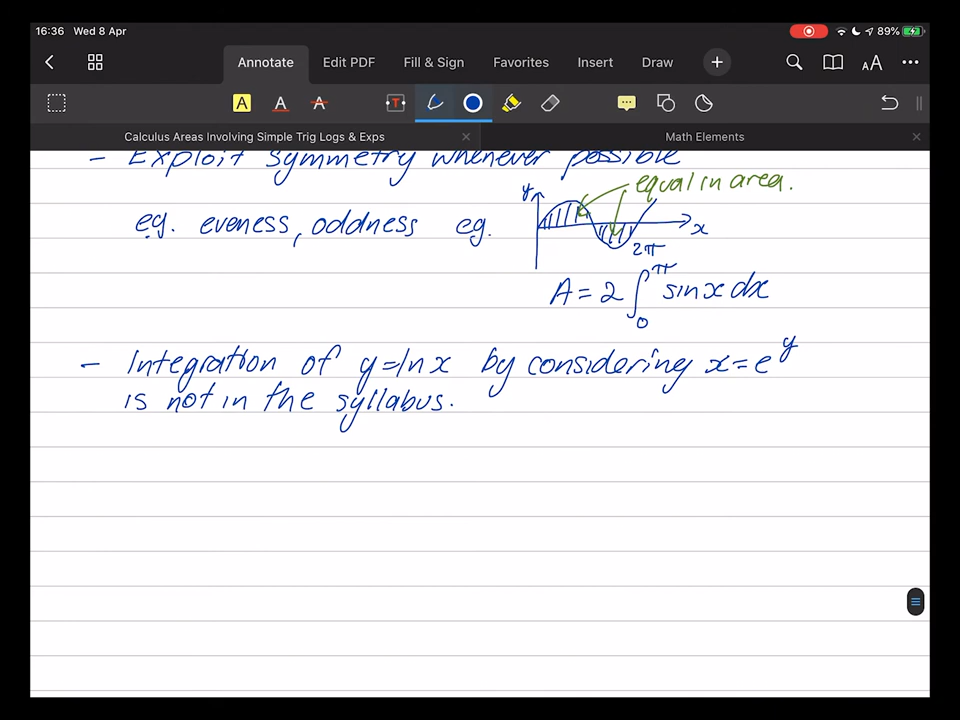 16:36 Wed 8 Apr 89%
Annotate Edit PDF Fill & Sign Favorites Insert Draw
Calculus Areas Involving Simple Trig Logs & Exps Math Elements
- Exploit symmetry whenever possible
equal in area.
eg. eveness, oddness eg.
y
x
2π
A = 2 ∫₀^π sinx dx
- Integration of y=lnx by considering x=e^y
is not in the syllabus.